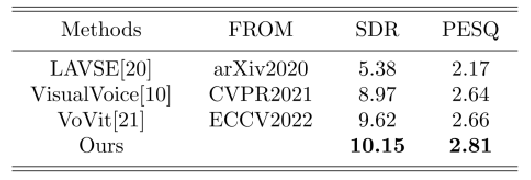 Methods FROM SDR PESQ
LAVSE[20] arXiv2020 5.38 2.17
VisualVoice[10] CVPR2021 8.97 2.64
VoVit[21] ECCV2022 9.62 2.66
Ours 10.15 2.81